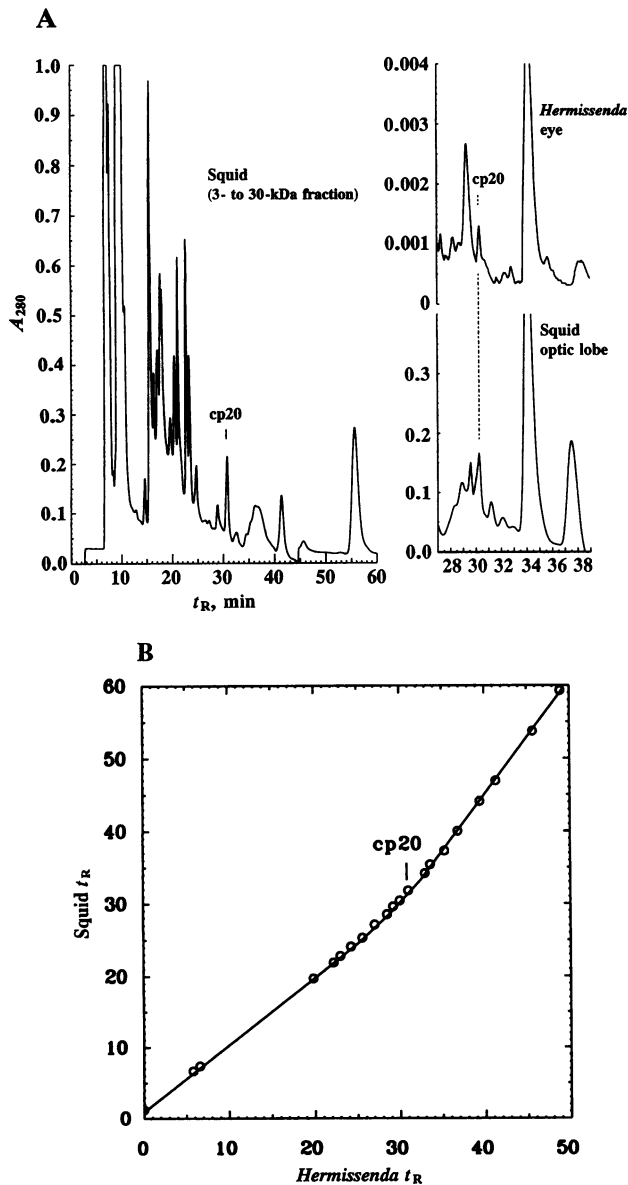 A
1.0
0.9
0.8
0.7
0.6
0.5
0.4
0.3
0.2
0.1
0.0
A280
Squid
(3- to 30-kDa fraction)
cp20
0 10 20 30 40 50 60
tR, min
0.004
0.003
0.002
0.001
0
Hermissenda
eye
cp20
Squid
optic lobe
0.3
0.2
0.1
0.0
28 30 32 34 36 38
B
60
50
40
30
20
10
0
Squid tR
cp20
0 10 20 30 40 50
Hermissenda tR